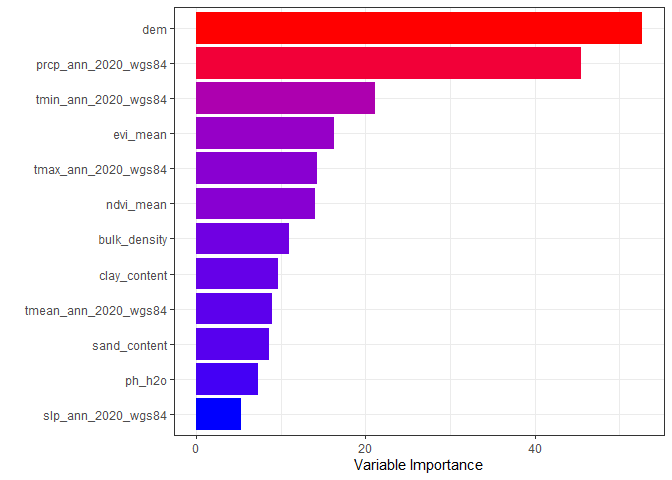 dem
prcp_ann_2020_wgs84
tmin_ann_2020_wgs84
evi_mean
tmax_ann_2020_wgs84
ndvi_mean
bulk_density
clay_content
tmean_ann_2020_wgs84
sand_content
ph_h2o
slp_ann_2020_wgs84
0 20 40
Variable Importance